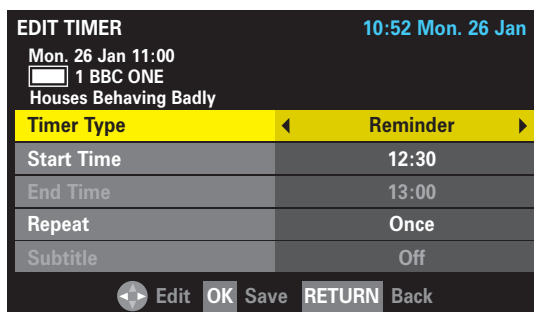 EDIT TIMER 10:52 Mon. 26 Jan
Mon. 26 Jan 11:00
1 BBC ONE
Houses Behaving Badly
Timer Type Reminder
Start Time 12:30
End Time 13:00
Repeat Once
Subtitle Off
Edit OK Save RETURN Back